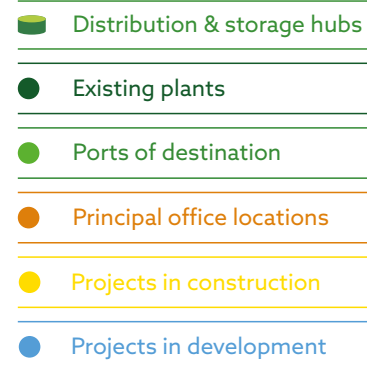 Distribution & storage hubs
Existing plants
Ports of destination
Principal office locations
Projects in construction
Projects in development